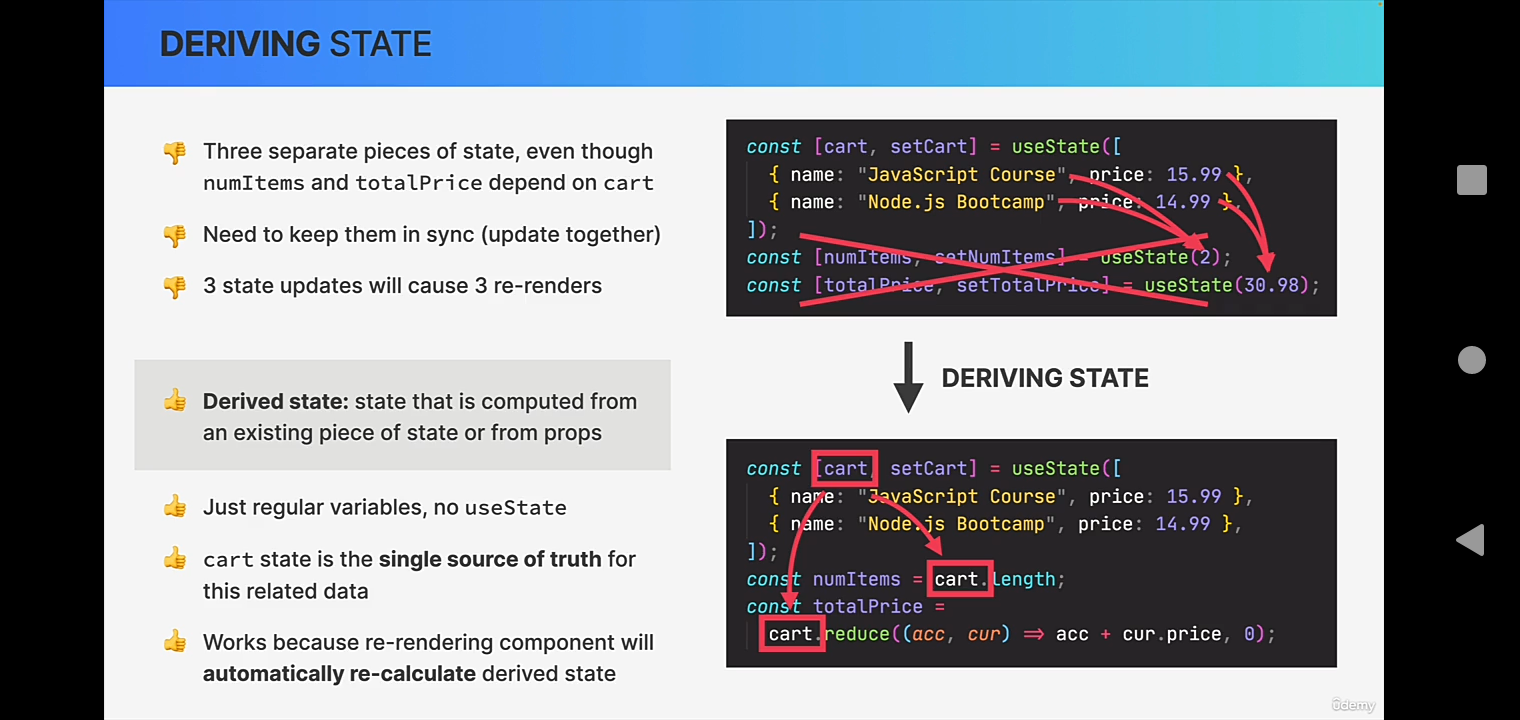 DERIVING STATE
Three separate pieces of state, even though
numItems and totalPrice depend on cart
Need to keep them in sync (update together)
3 state updates will cause 3 re-renders
Derived state: state that is computed from
an existing piece of state or from props
Just regular variables, no useState
cart state is the single source of truth for
this related data
Works because re-rendering component will
automatically re-calculate derived state
const [cart, setCart] = useState([
{ name: "JavaScript Course", price: 15.99 },
{ name: "Node.js Bootcamp", price: 14.99 },
]);
const [numItems, setNumItems] = useState(2);
const [totalPrice, setTotalPrice] = useState(30.98);
DERIVING STATE
const [cart, setCart] = useState([
{ name: "JavaScript Course", price: 15.99 },
{ name: "Node.js Bootcamp", price: 14.99 },
]);
const numItems = cart.length;
const totalPrice =
cart.reduce((acc, cur) => acc + cur.price, 0);
ûdemy